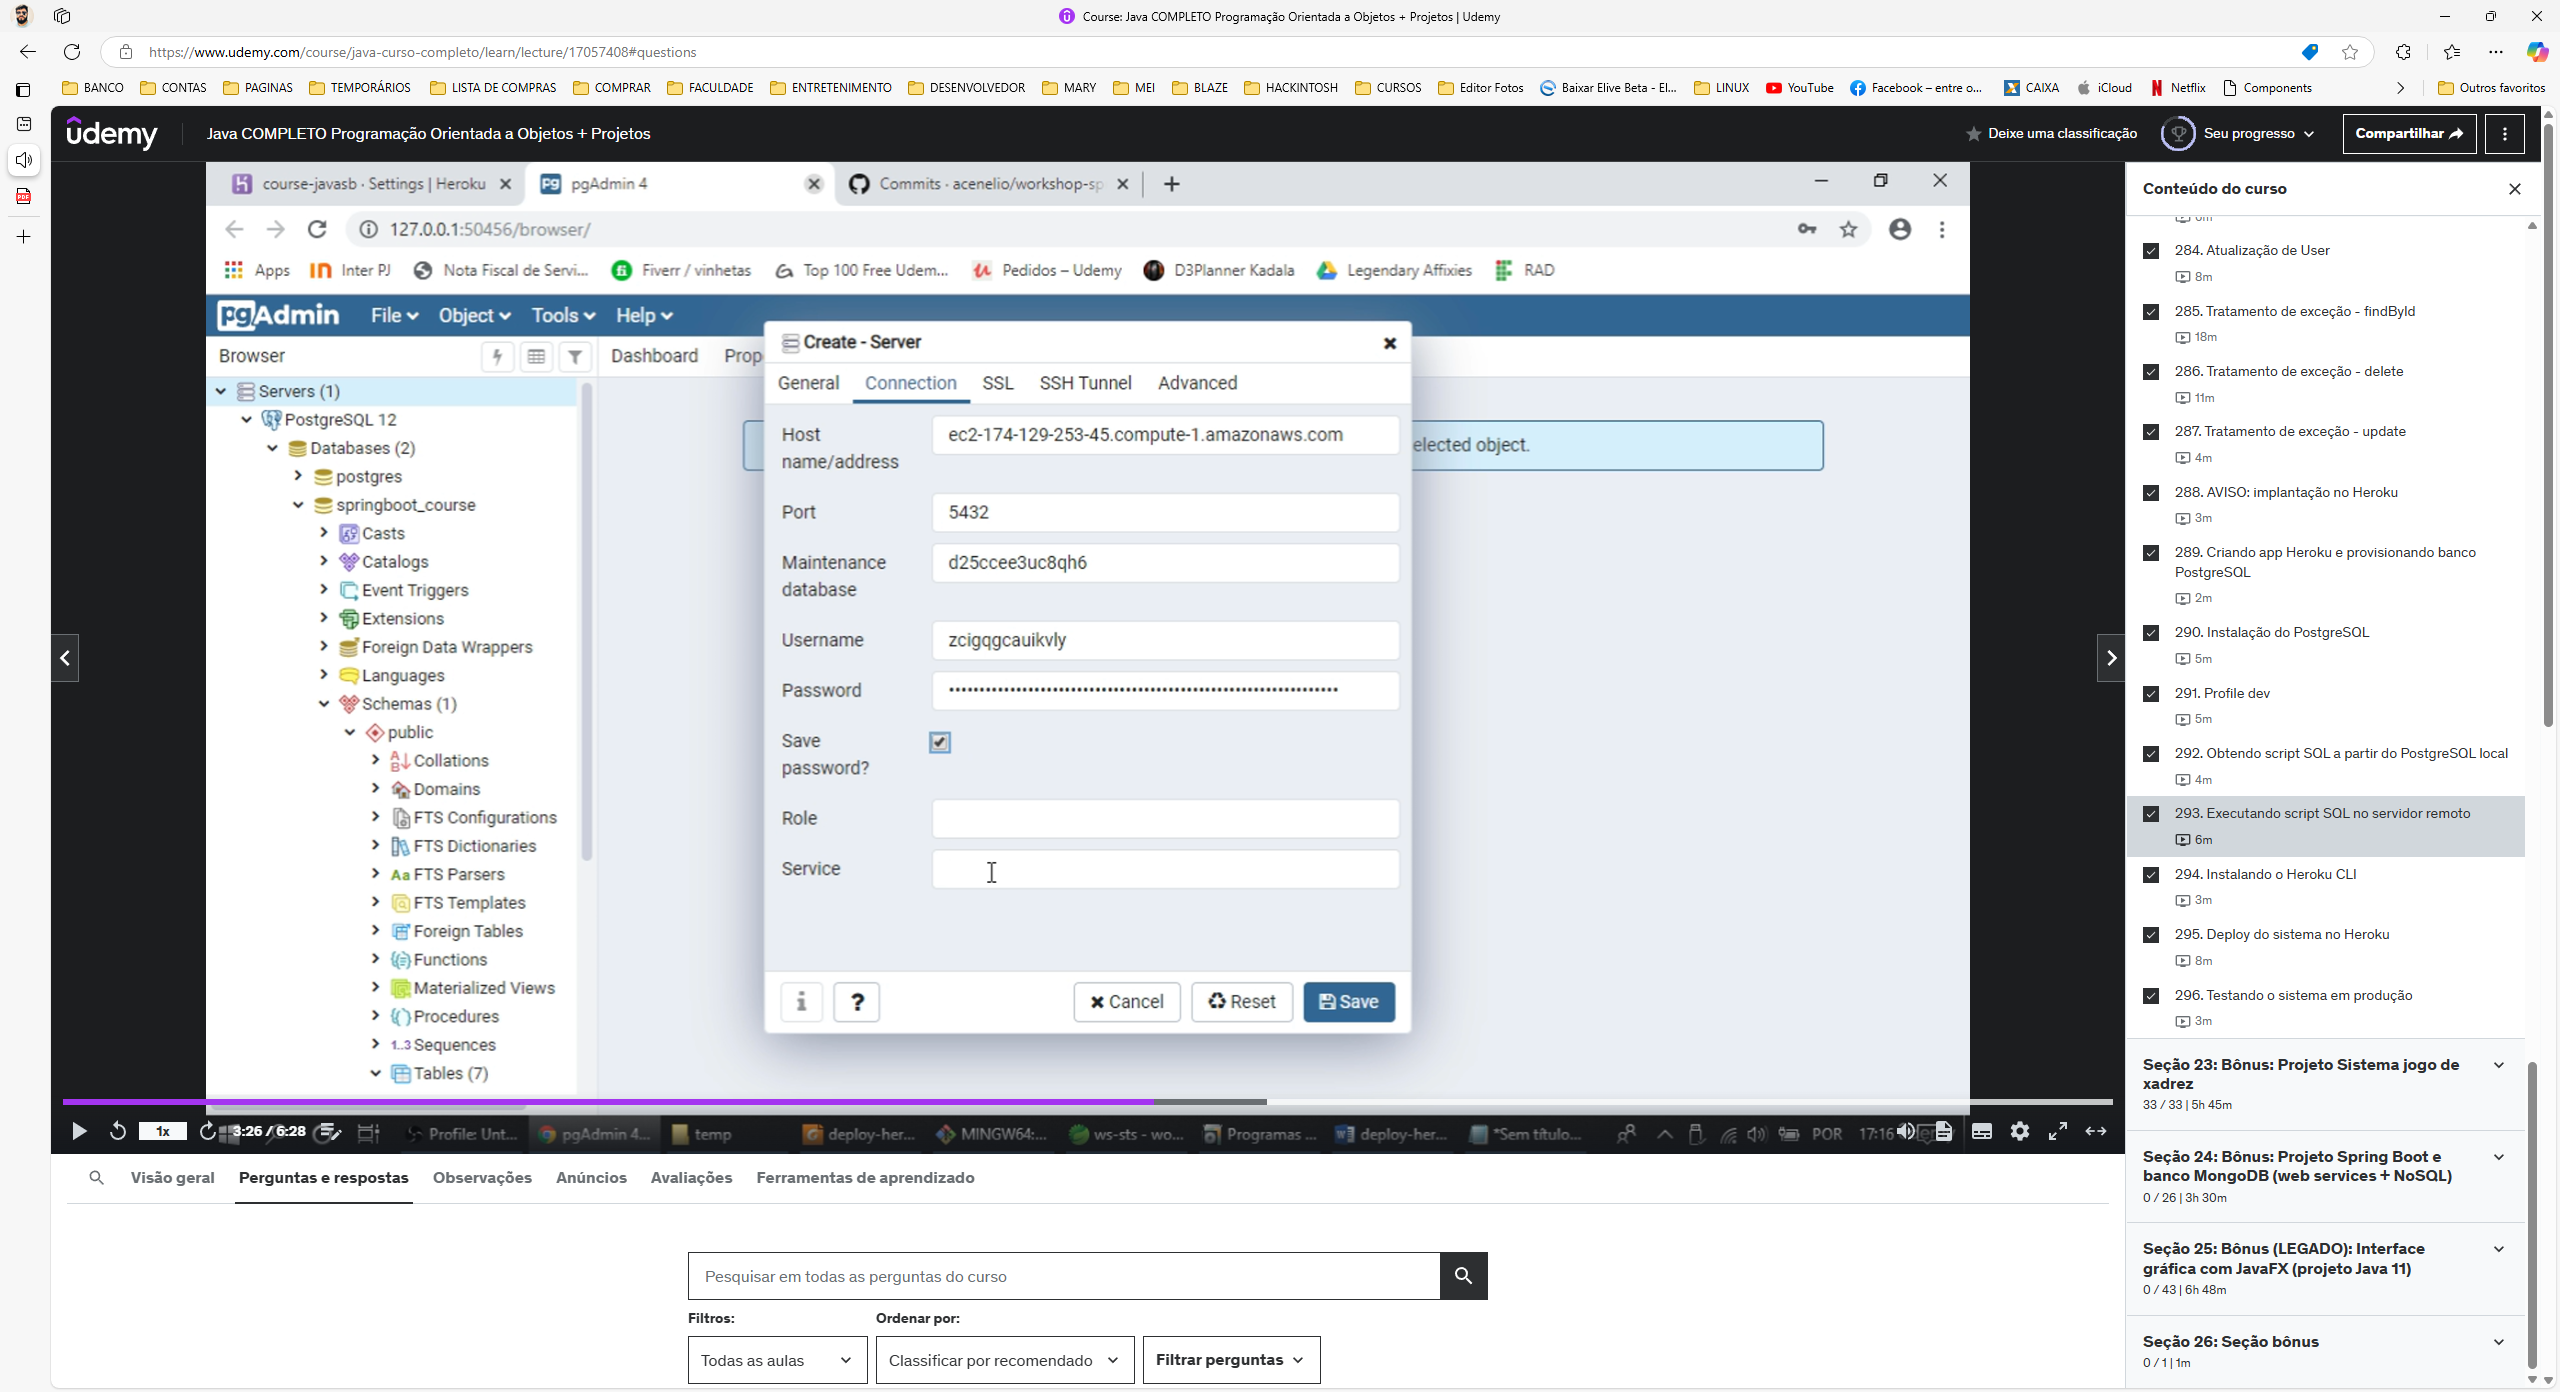 Course: Java COMPLETO Programação Orientada a Objetos + Projetos | Udemy
https://www.udemy.com/course/java-curso-completo/learn/lecture/17057408#questions
BANCO CONTAS PAGINAS TEMPORÁRIOS LISTA DE COMPRAS COMPRAR FACULDADE ENTRETENIMENTO DESENVOLVEDOR MARY MEI BLAZE HACKINTOSH CURSOS Editor Fotos Baixar Elive Beta - El... LINUX YouTube Facebook – entre o... CAIXA iCloud Netflix Components Outros favoritos
udemy Java COMPLETO Programação Orientada a Objetos + Projetos Deixe uma classificação Seu progresso Compartilhar
course-javasb · Settings | Heroku pgAdmin 4 Commits · acenelio/workshop-sp
127.0.0.1:50456/browser/
Apps Inter PJ Nota Fiscal de Servi... Fiverr / vinhetas Top 100 Free Udem... Pedidos – Udemy D3Planner Kadala Legendary Affixies RAD
pgAdmin File Object Tools Help
Browser
Dashboard Prop
Servers (1)
PostgreSQL 12
Databases (2)
postgres
springboot_course
Casts
Catalogs
Event Triggers
Extensions
Foreign Data Wrappers
Languages
Schemas (1)
public
Collations
Domains
FTS Configurations
FTS Dictionaries
Aa FTS Parsers
FTS Templates
Foreign Tables
Functions
Materialized Views
Procedures
1..3 Sequences
Tables (7)
elected object.
Create - Server
General Connection SSL SSH Tunnel Advanced
Host name/address ec2-174-129-253-45.compute-1.amazonaws.com
Port 5432
Maintenance database d25ccee3uc8qh6
Username zcigqgcauikvly
Password
Save password?
Role
Service
i ? Cancel Reset Save
1x 3:26 / 6:28 Profile: Unt... pgAdmin 4... temp deploy-her... MINGW64:... ws-sts - wo... Programas ... deploy-her... *Sem título... POR 17:16
Visão geral Perguntas e respostas Observações Anúncios Avaliações Ferramentas de aprendizado
Pesquisar em todas as perguntas do curso
Filtros: Ordenar por:
Todas as aulas Classificar por recomendado Filtrar perguntas
Conteúdo do curso
284. Atualização de User
8m
285. Tratamento de exceção - findById
18m
286. Tratamento de exceção - delete
11m
287. Tratamento de exceção - update
4m
288. AVISO: implantação no Heroku
3m
289. Criando app Heroku e provisionando banco
PostgreSQL
2m
290. Instalação do PostgreSQL
5m
291. Profile dev
5m
292. Obtendo script SQL a partir do PostgreSQL local
4m
293. Executando script SQL no servidor remoto
6m
294. Instalando o Heroku CLI
3m
295. Deploy do sistema no Heroku
8m
296. Testando o sistema em produção
3m
Seção 23: Bônus: Projeto Sistema jogo de
xadrez
33 / 33 | 5h 45m
Seção 24: Bônus: Projeto Spring Boot e
banco MongoDB (web services + NoSQL)
0 / 26 | 3h 30m
Seção 25: Bônus (LEGADO): Interface
gráfica com JavaFX (projeto Java 11)
0 / 43 | 6h 48m
Seção 26: Seção bônus
0 / 1 | 1m